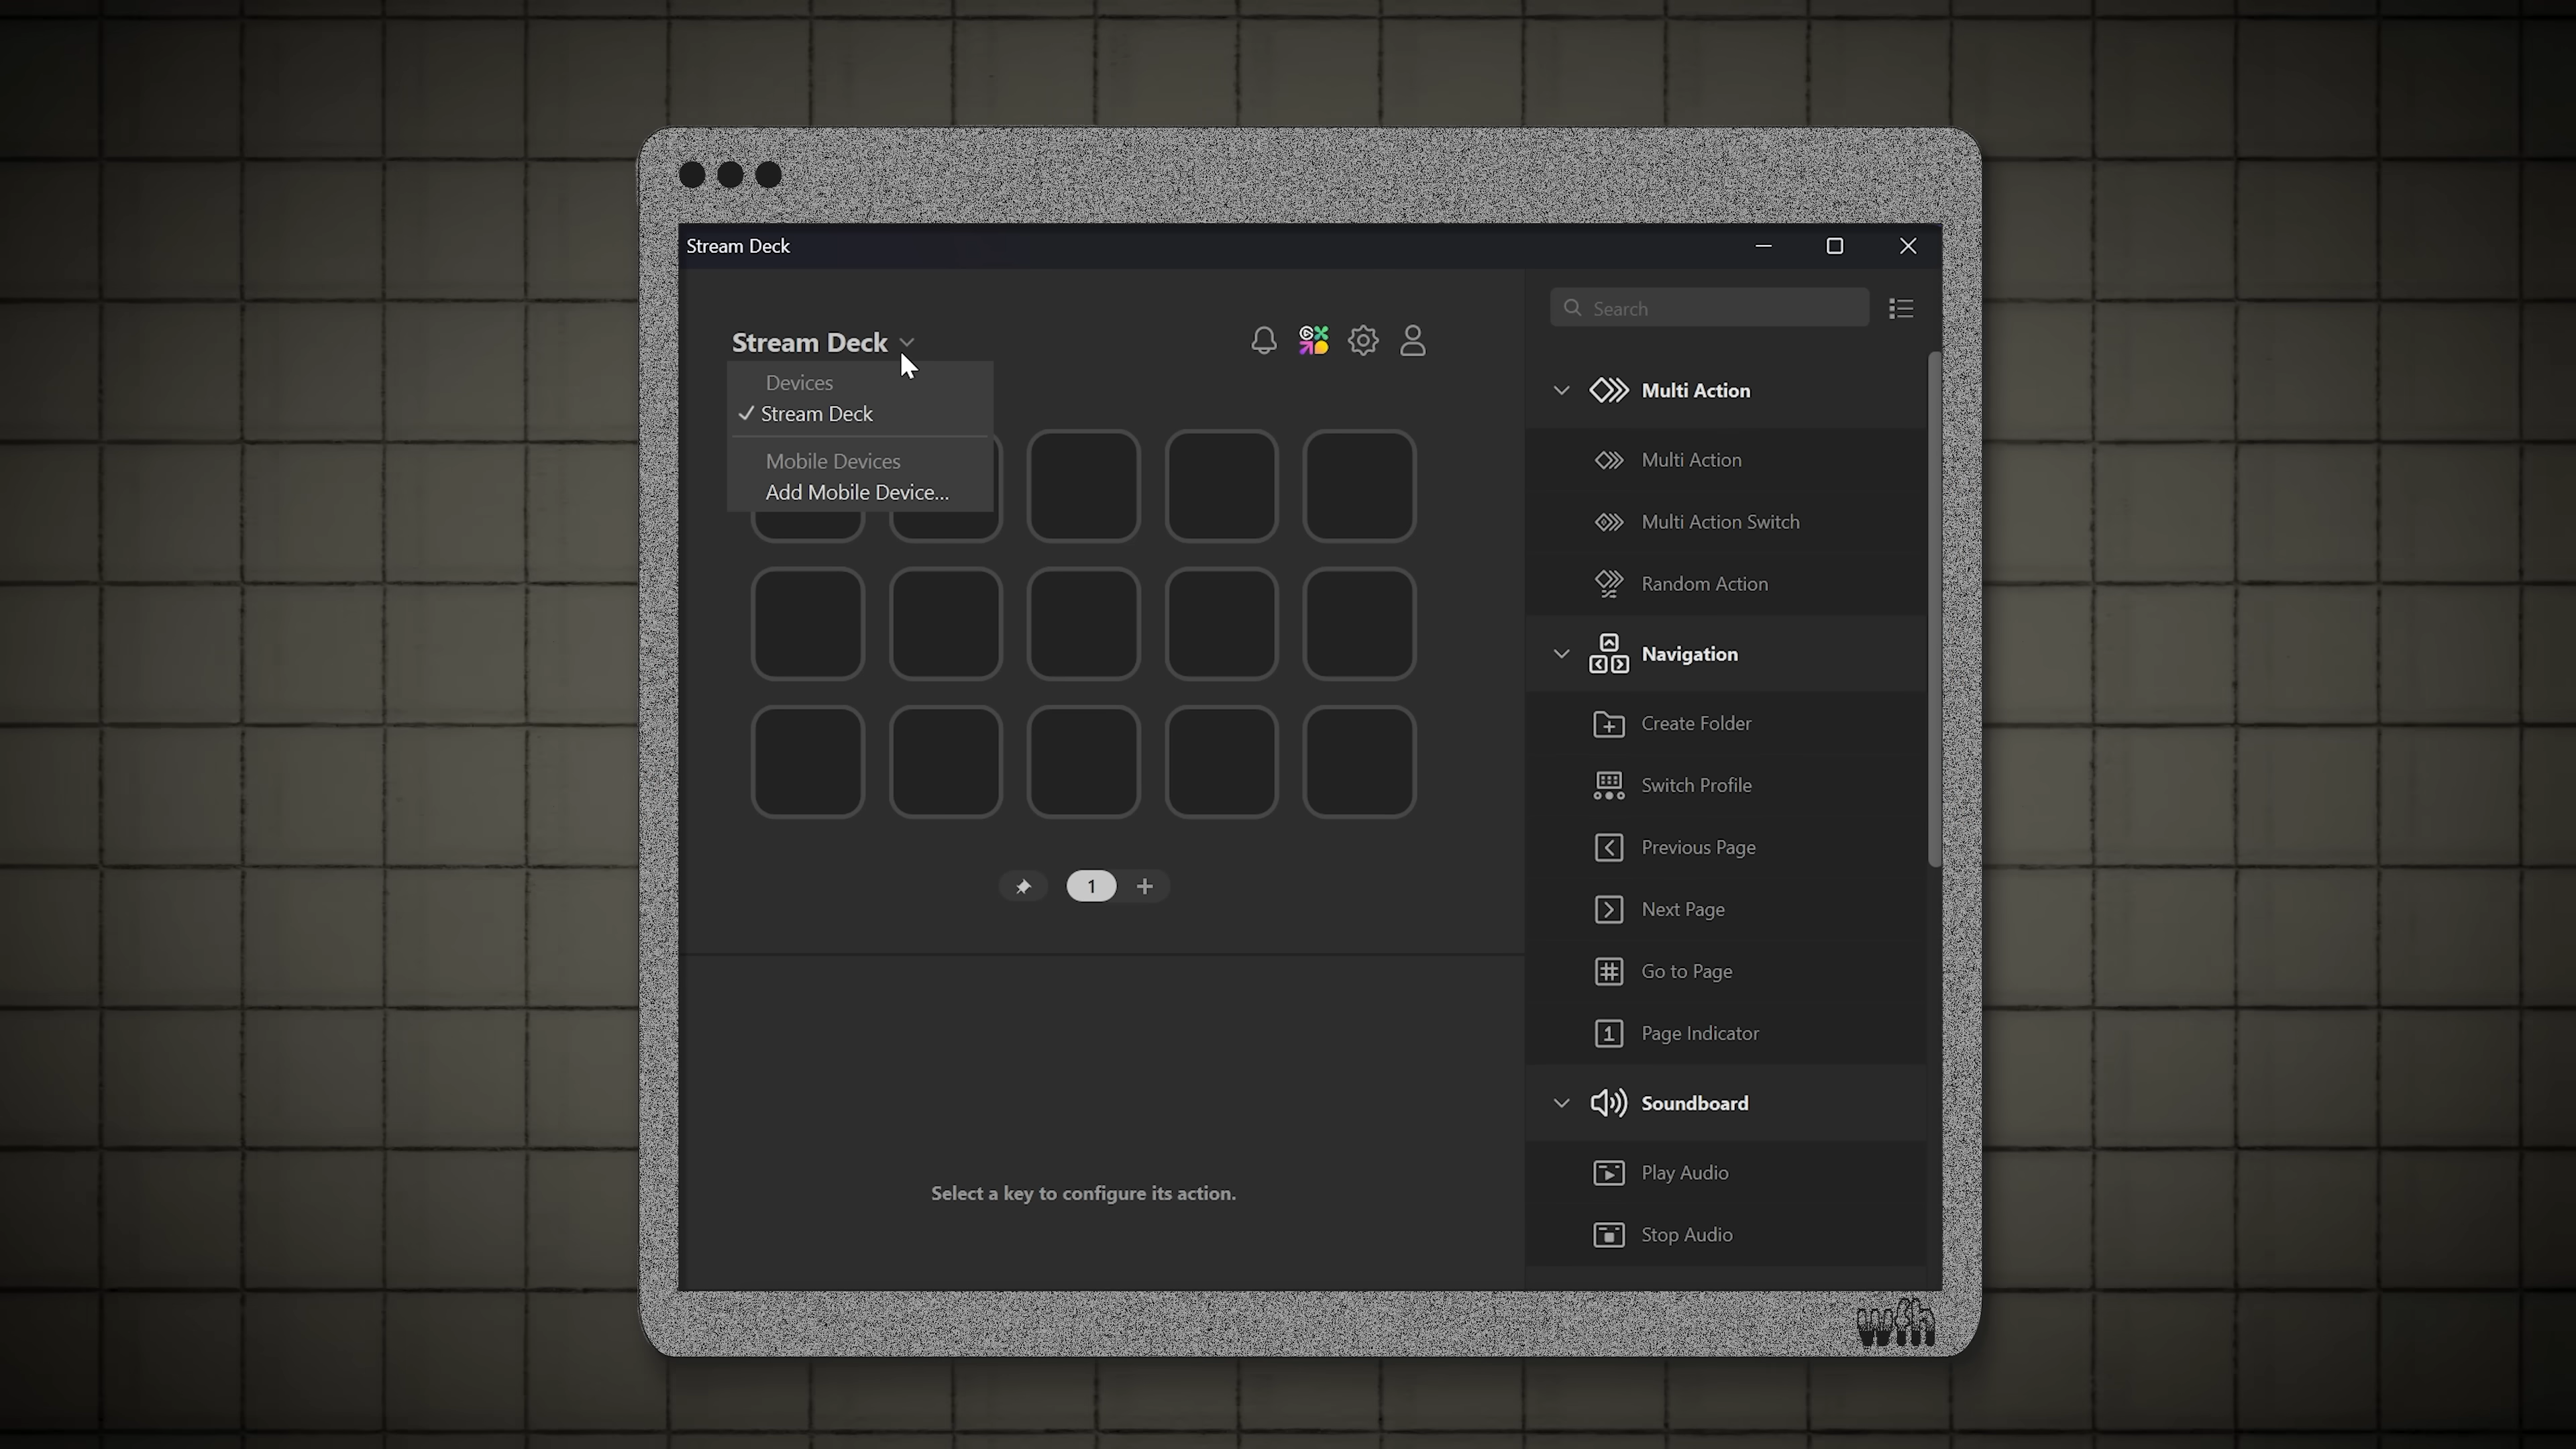 Stream Deck
Search
Stream Deck
Devices
Stream Deck
Mobile Devices
Add Mobile Device...
1
Select a key to configure its action.
Multi Action
Multi Action
Multi Action Switch
Random Action
Navigation
Create Folder
Switch Profile
Previous Page
Next Page
Go to Page
Page Indicator
Soundboard
Play Audio
Stop Audio